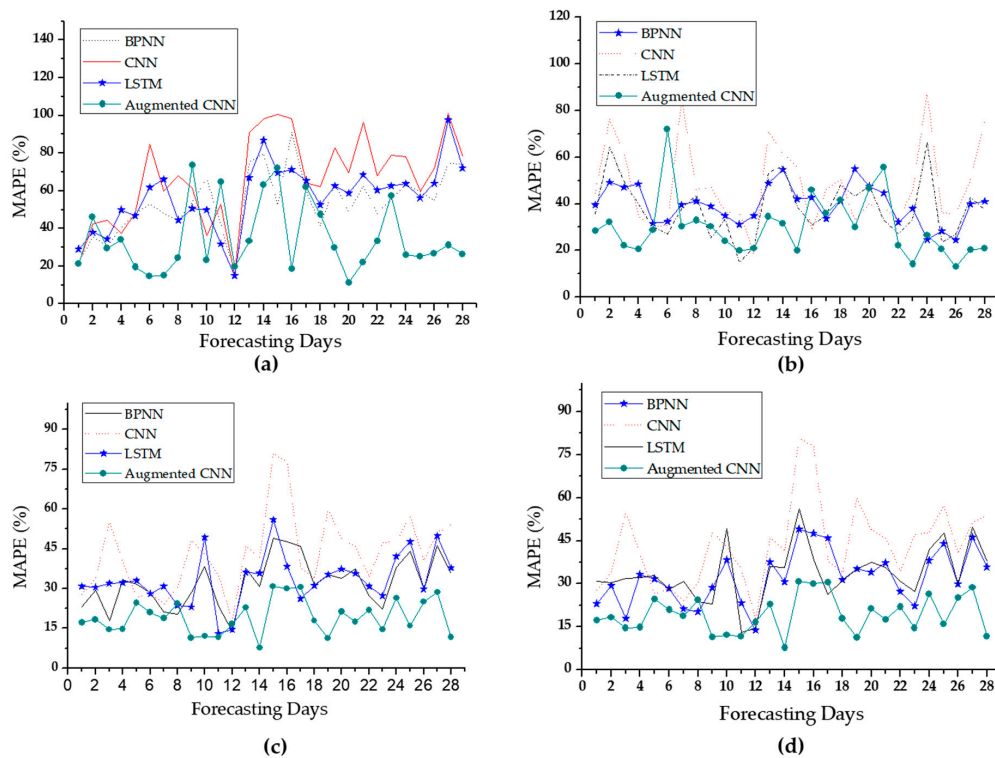 BPNN
CNN
LSTM
Augmented CNN
MAPE (%)
140
120
100
80
60
40
20
0
0 2 4 6 8 10 12 14 16 18 20 22 24 26 28
Forecasting Days
(a)
BPNN
CNN
LSTM
Augmented CNN
MAPE (%)
120
100
80
60
40
20
0
0 2 4 6 8 10 12 14 16 18 20 22 24 26 28
Forecasting Days
(b)
BPNN
CNN
LSTM
Augmented CNN
MAPE (%)
90
75
60
45
30
15
0
0 2 4 6 8 10 12 14 16 18 20 22 24 26 28
Forecasting Days
(c)
BPNN
CNN
LSTM
Augmented CNN
MAPE (%)
90
75
60
45
30
15
0
0 2 4 6 8 10 12 14 16 18 20 22 24 26 28
Forecasting Days
(d)